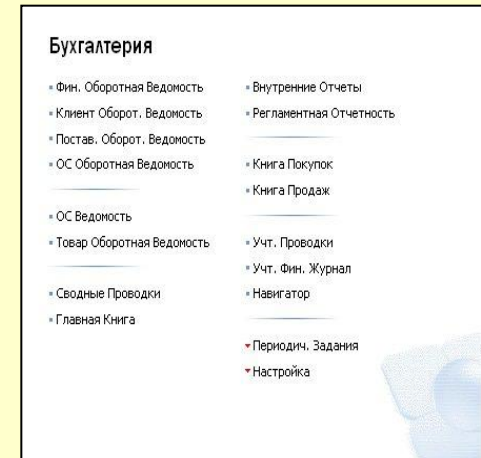 Бухгалтерия
Фин. Оборотная Ведомость
Клиент Оборот. Ведомость
Постав. Оборот. Ведомость
ОС Оборотная Ведомость
ОС Ведомость
Товар Оборотная Ведомость
Сводные Проводки
Главная Книга
Внутренние Отчеты
Регламентная Отчетность
Книга Покупок
Книга Продаж
Учт. Проводки
Учт. Фин. Журнал
Навигатор
Периодич. Задания
Настройка